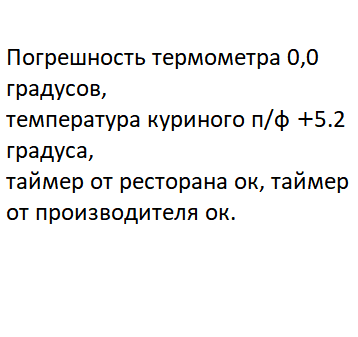 Погрешность термометра 0,0
градусов,
температура куриного п/ф +5.2
градуса,
таймер от ресторана ок, таймер
от производителя ок.